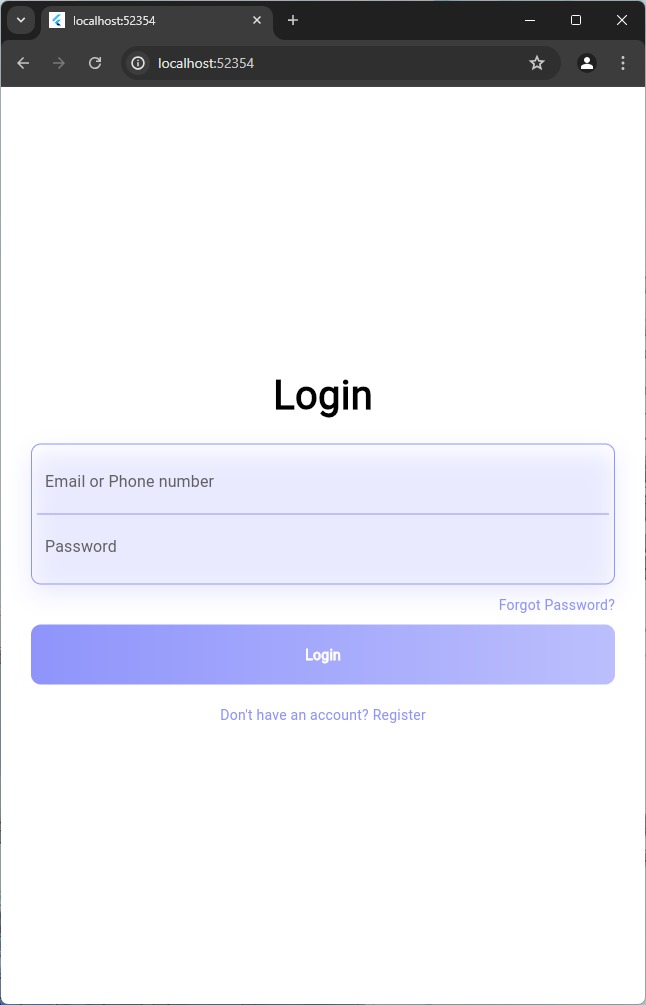 localhost:52354
localhost:52354
Login
Email or Phone number
Password
Forgot Password?
Login
Don't have an account? Register